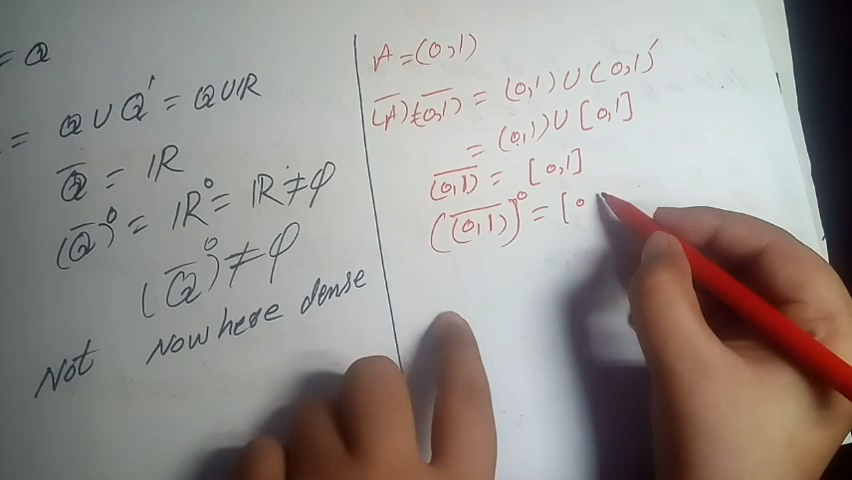 = Q
= Q ∪ Q' = Q ∪ ℝ
Q̅ = ℝ
(Q̅)° = ℝ° = ℝ ≠ φ
(Q̅)° ≠ φ
Not Nowhere dense
A = (0,1)
(A̅) = (0,1)̅ = (0,1) ∪ (0,1)'
= (0,1) ∪ [0,1]
(0,1)̅ = [0,1]
((0,1)̅)° = [0